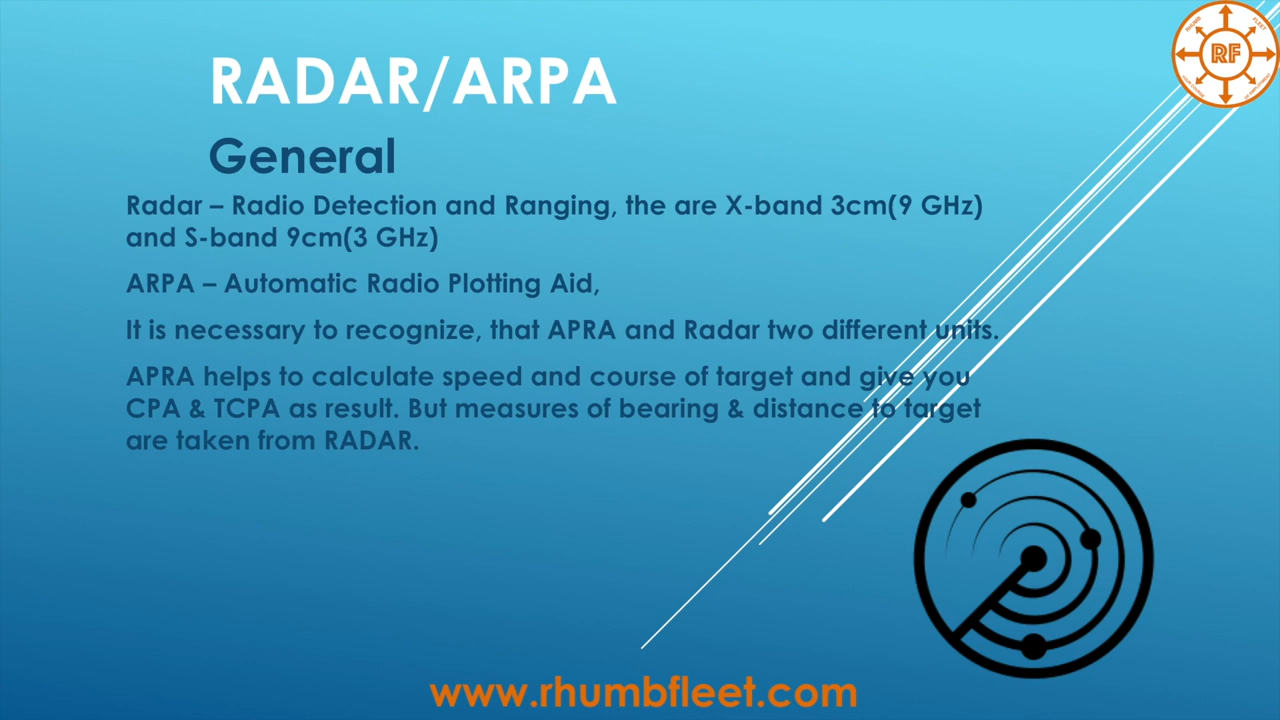 RADAR/ARPA
RF
General
Radar – Radio Detection and Ranging, the are X-band 3cm(9 GHz)
and S-band 9cm(3 GHz)
ARPA – Automatic Radio Plotting Aid,
It is necessary to recognize, that APRA and Radar two different units.
APRA helps to calculate speed and course of target and give you
CPA & TCPA as result. But measures of bearing & distance to target
are taken from RADAR.
www.rhumbfleet.com